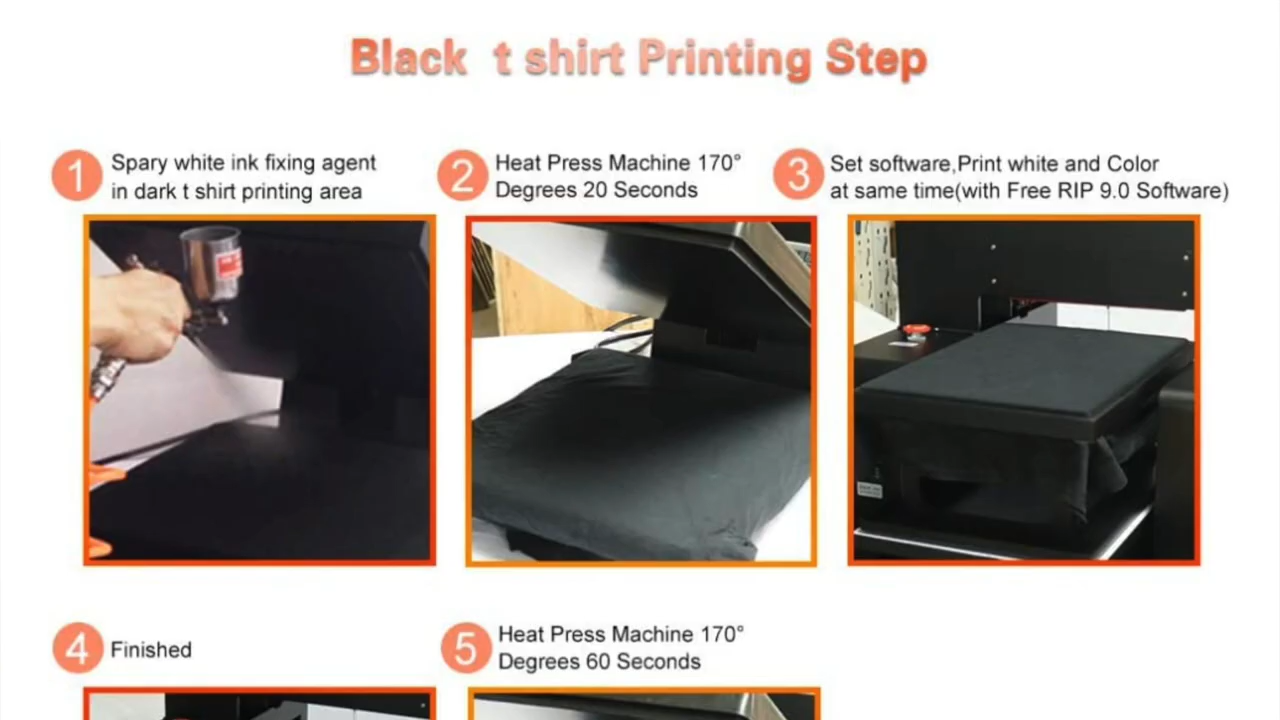 Black t shirt Printing Step
1
Spary white ink fixing agent
in dark t shirt printing area
2
Heat Press Machine 170°
Degrees 20 Seconds
3
Set software,Print white and Color
at same time(with Free RIP 9.0 Software)
4
Finished
5
Heat Press Machine 170°
Degrees 60 Seconds